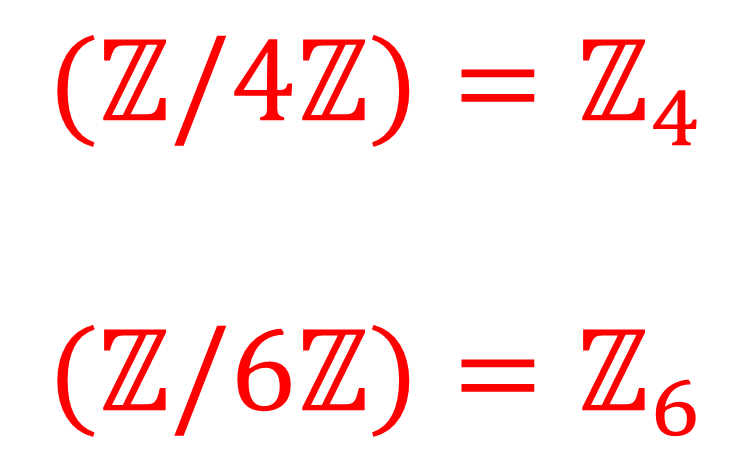 (ℤ/4ℤ) = ℤ₄
(ℤ/6ℤ) = ℤ₆